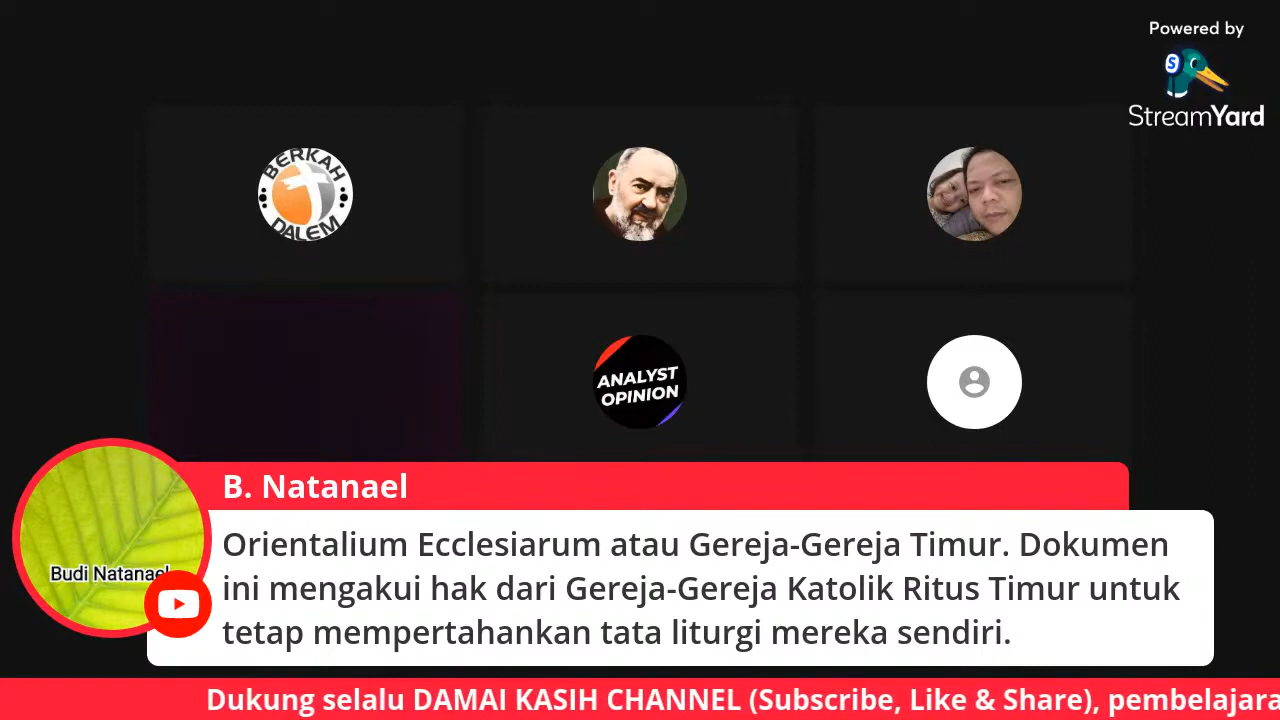 Powered by
StreamYard
BERKAH
DALEM
ANALYST
OPINION
B. Natanael
Orientalium Ecclesiarum atau Gereja-Gereja Timur. Dokumen
ini mengakui hak dari Gereja-Gereja Katolik Ritus Timur untuk
tetap mempertahankan tata liturgi mereka sendiri.
Budi Natanael
Dukung selalu DAMAI KASIH CHANNEL (Subscribe, Like & Share), pembelajara